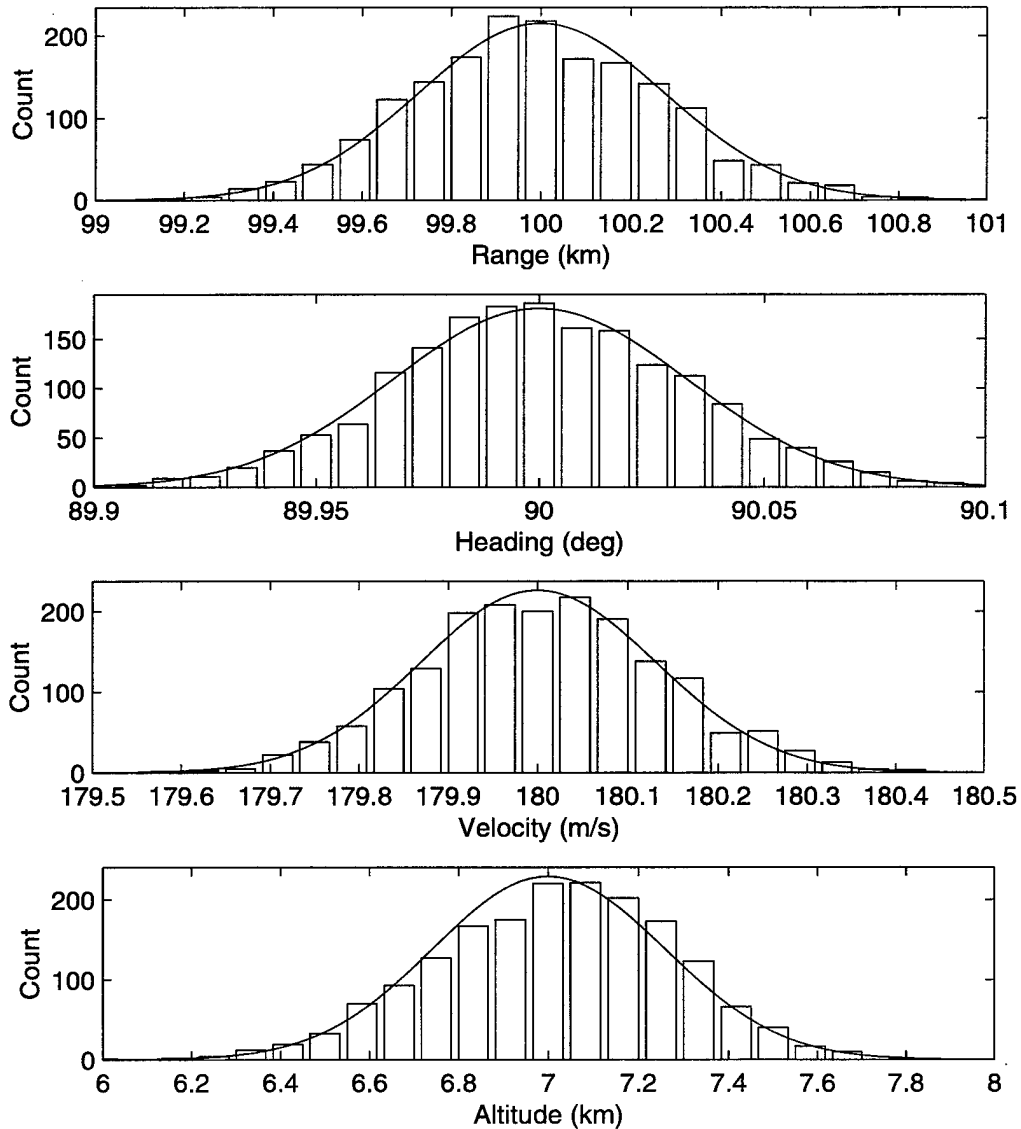 200
100
0
Count
99 99.2 99.4 99.6 99.8 100 100.2 100.4 100.6 100.8 101
Range (km)
150
100
50
0
Count
89.9 89.95 90 90.05 90.1
Heading (deg)
200
100
0
Count
179.5 179.6 179.7 179.8 179.9 180 180.1 180.2 180.3 180.4 180.5
Velocity (m/s)
200
100
0
Count
6 6.2 6.4 6.6 6.8 7 7.2 7.4 7.6 7.8 8
Altitude (km)